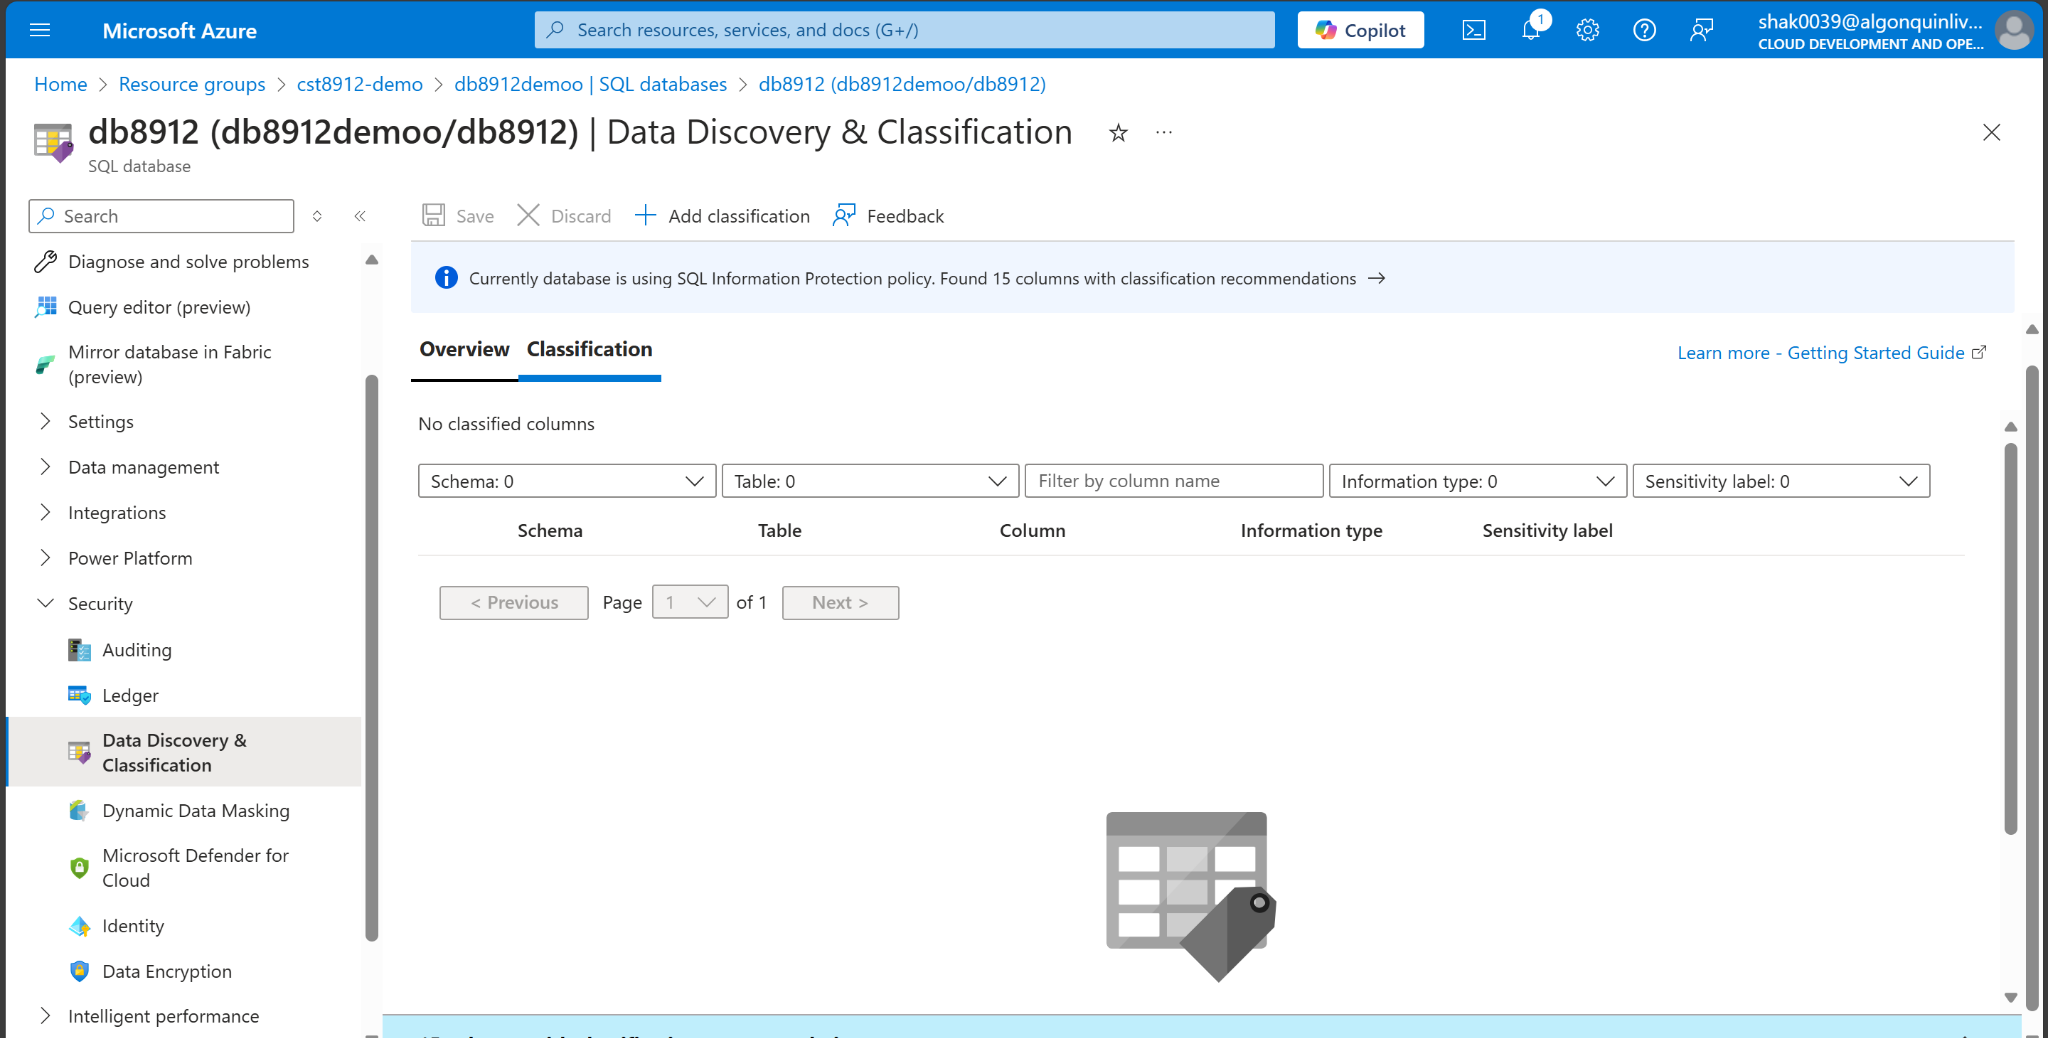 Microsoft Azure
Search resources, services, and docs (G+/)
Copilot
1
shak0039@algonquinliv...
CLOUD DEVELOPMENT AND OPE...
Home > Resource groups > cst8912-demo > db8912demoo | SQL databases > db8912 (db8912demoo/db8912)
db8912 (db8912demoo/db8912) | Data Discovery & Classification
SQL database
Search
Save
Discard
Add classification
Feedback
Diagnose and solve problems
Query editor (preview)
Mirror database in Fabric
(preview)
Settings
Data management
Integrations
Power Platform
Security
Auditing
Ledger
Data Discovery &
Classification
Dynamic Data Masking
Microsoft Defender for
Cloud
Identity
Data Encryption
Intelligent performance
Currently database is using SQL Information Protection policy. Found 15 columns with classification recommendations →
Overview Classification
Learn more - Getting Started Guide
No classified columns
Schema: 0
Table: 0
Filter by column name
Information type: 0
Sensitivity label: 0
Schema Table Column Information type Sensitivity label
< Previous Page 1 of 1 Next >